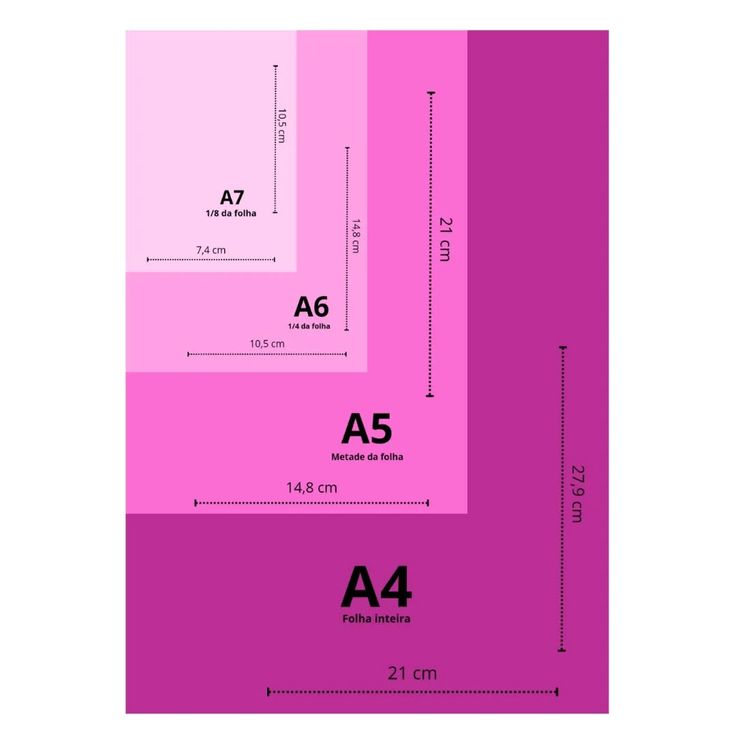 10,5 cm
A7
1/8 da folha
7,4 cm
14,8 cm
A6
1/4 da folha
10,5 cm
21 cm
A5
Metade da folha
14,8 cm
27,9 cm
A4
Folha inteira
21 cm